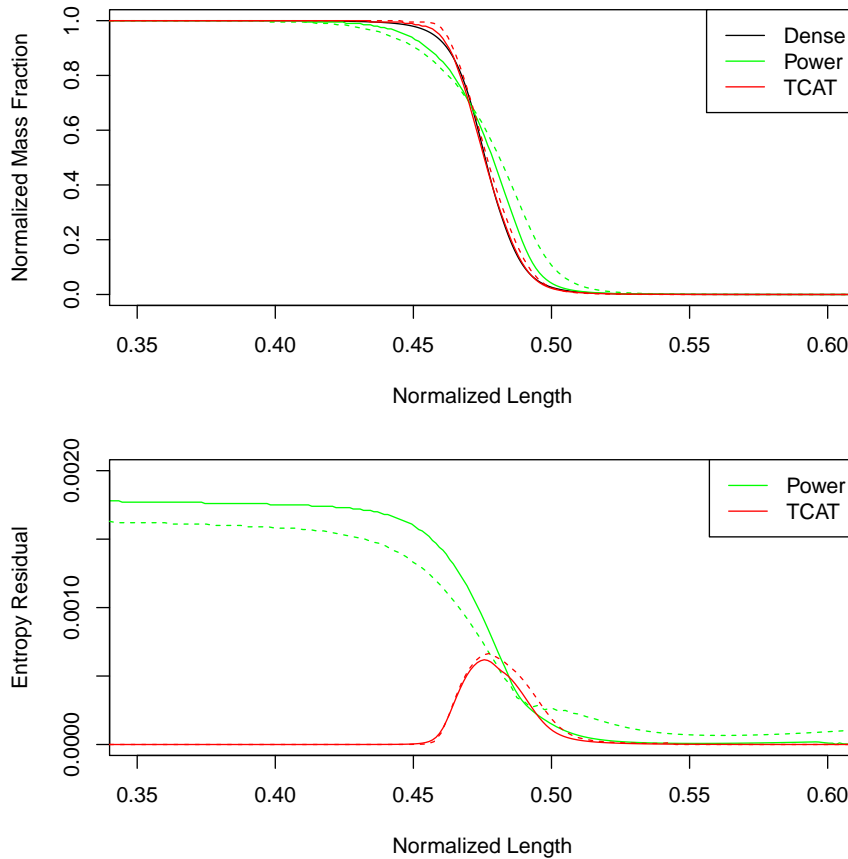 Normalized Mass Fraction
1.0
0.8
0.6
0.4
0.2
0.0
Dense
Power
TCAT
0.35 0.40 0.45 0.50 0.55 0.60
Normalized Length
Entropy Residual
0.0020
0.0010
0.0000
Power
TCAT
0.35 0.40 0.45 0.50 0.55 0.60
Normalized Length